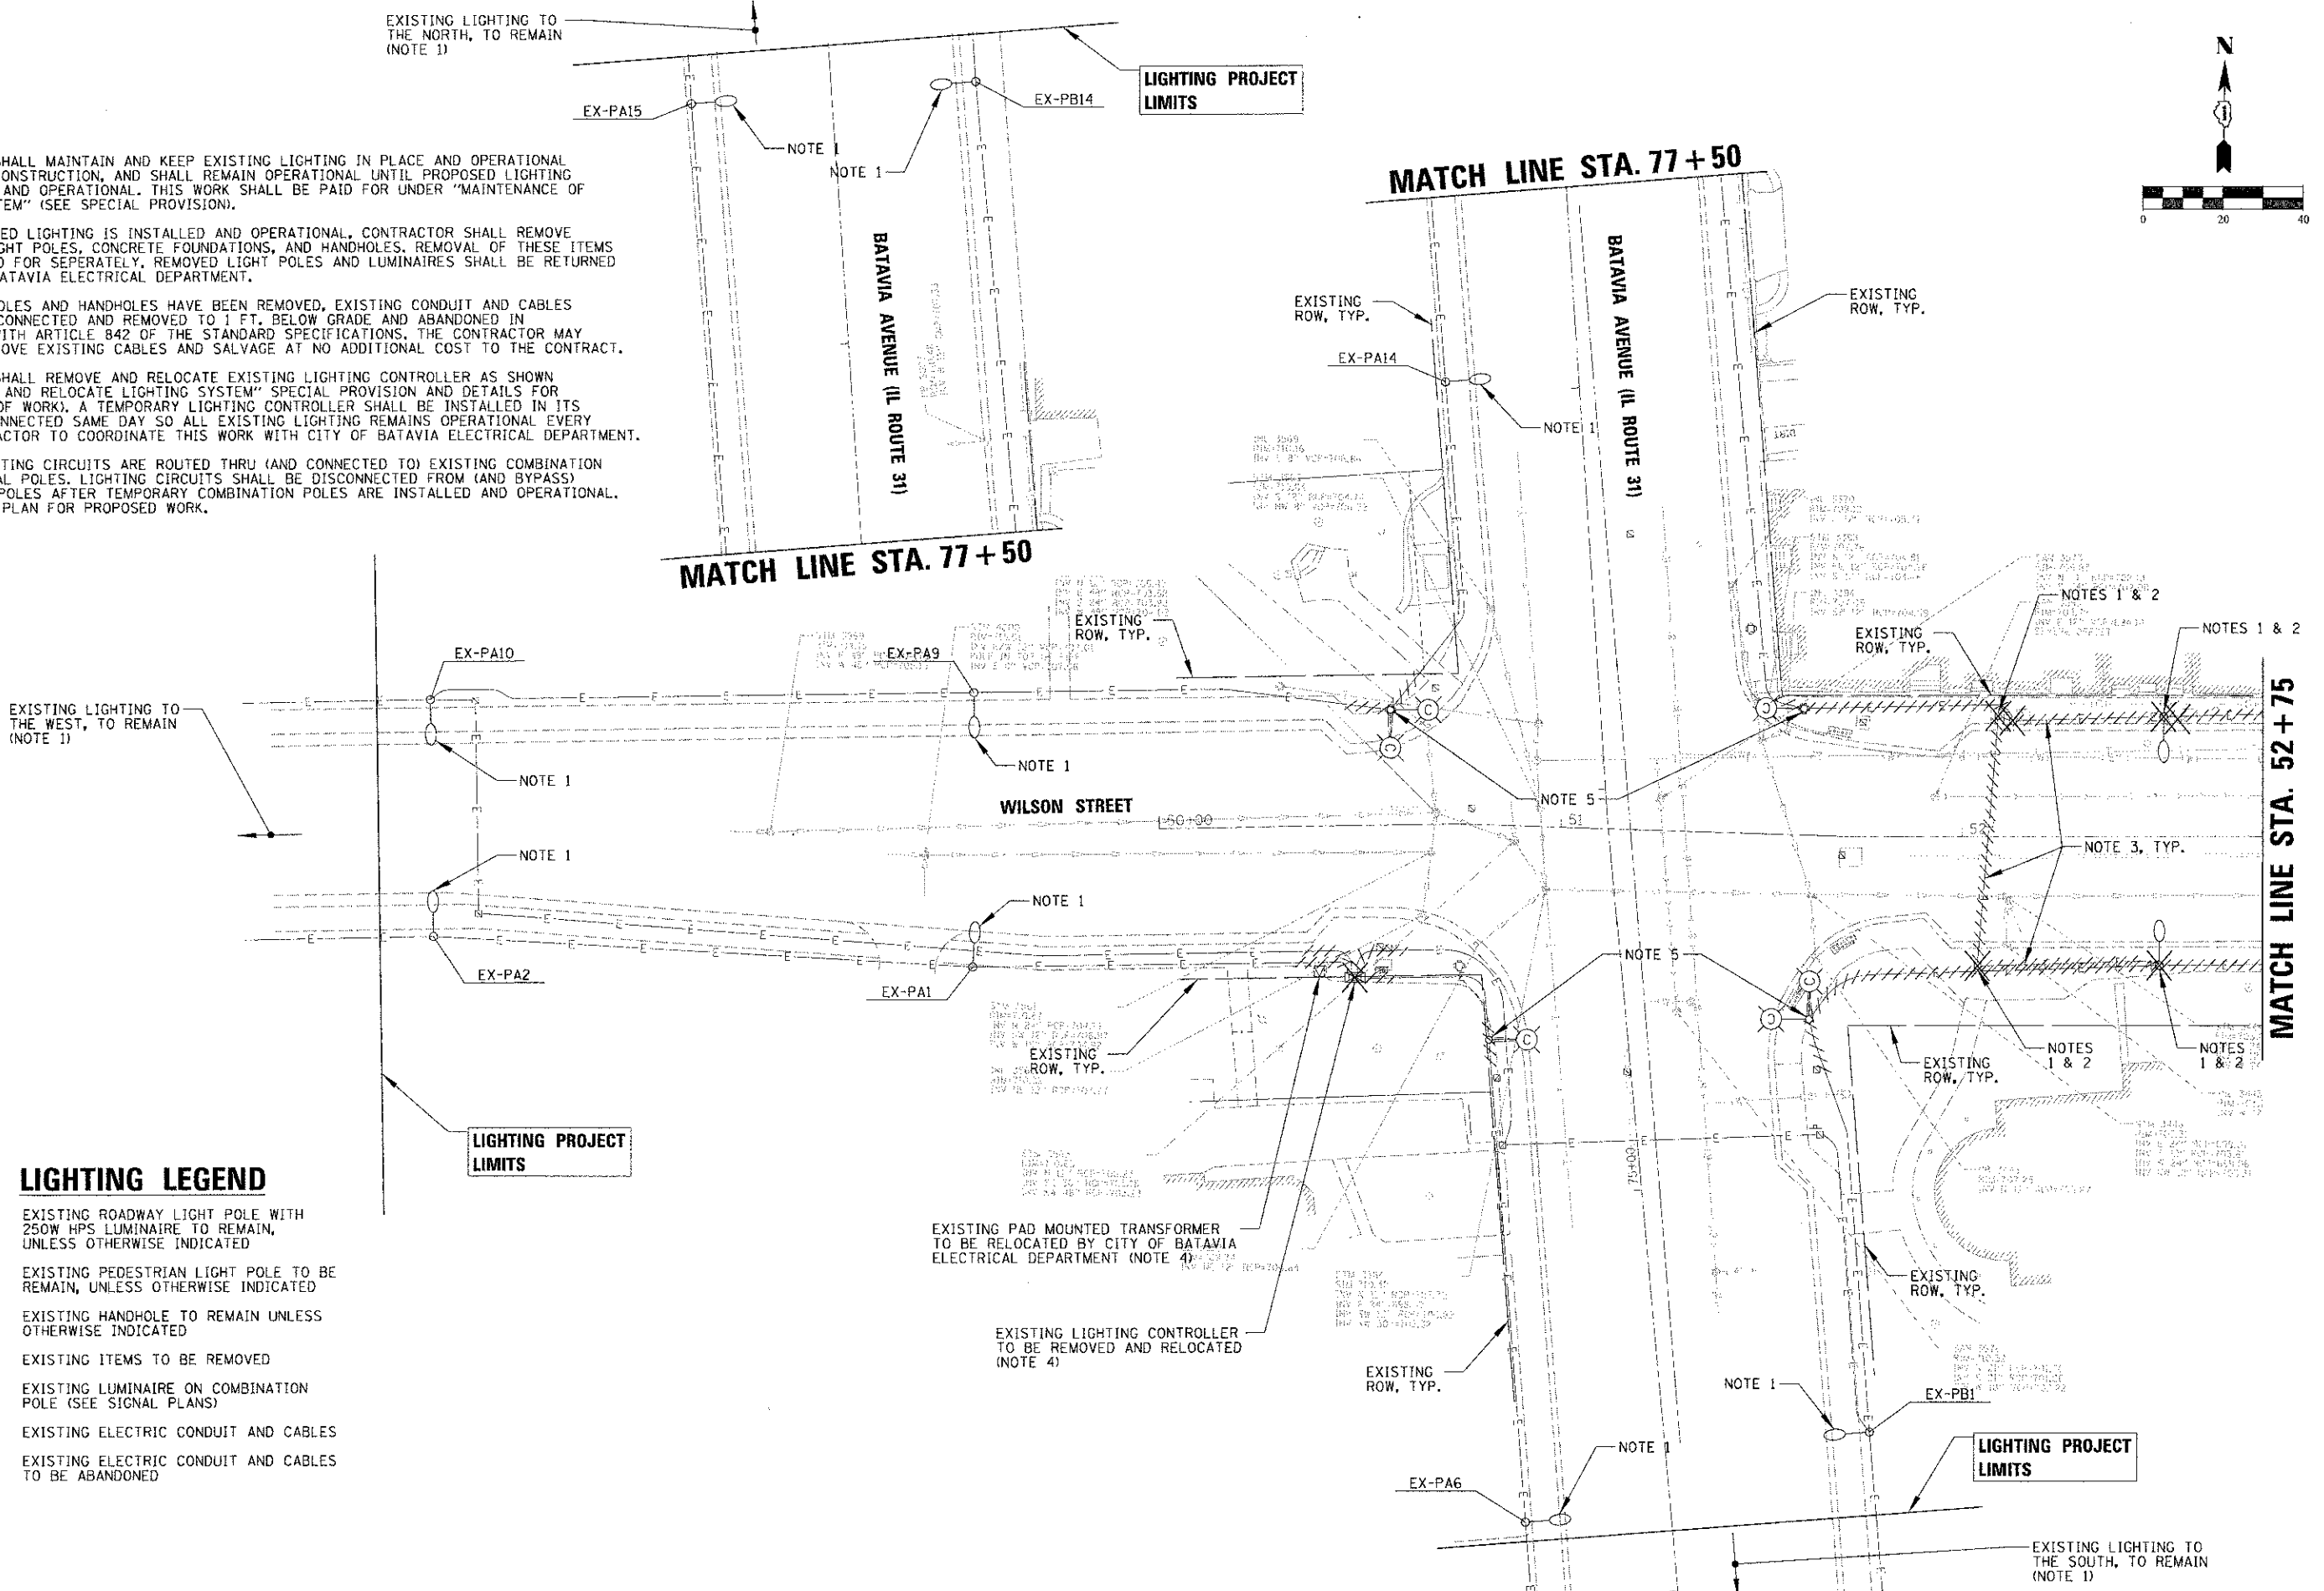 EXISTING LIGHTING TO
THE NORTH, TO REMAIN
(NOTE 1)
LIGHTING PROJECT
LIMITS
EX-PA15
EX-PB14
NOTE 1
NOTE 1
N
0 20 40
HALL MAINTAIN AND KEEP EXISTING LIGHTING IN PLACE AND OPERATIONAL
ONSTRUCTION, AND SHALL REMAIN OPERATIONAL UNTIL PROPOSED LIGHTING
AND OPERATIONAL. THIS WORK SHALL BE PAID FOR UNDER "MAINTENANCE OF
TEM" (SEE SPECIAL PROVISION).
ED LIGHTING IS INSTALLED AND OPERATIONAL, CONTRACTOR SHALL REMOVE
GHT POLES, CONCRETE FOUNDATIONS, AND HANDHOLES. REMOVAL OF THESE ITEMS
D FOR SEPERATELY. REMOVED LIGHT POLES AND LUMINAIRES SHALL BE RETURNED
ATAVIA ELECTRICAL DEPARTMENT.
OLES AND HANDHOLES HAVE BEEN REMOVED, EXISTING CONDUIT AND CABLES
CONNECTED AND REMOVED TO 1 FT. BELOW GRADE AND ABANDONED IN
ITH ARTICLE 842 OF THE STANDARD SPECIFICATIONS. THE CONTRACTOR MAY
OVE EXISTING CABLES AND SALVAGE AT NO ADDITIONAL COST TO THE CONTRACT.
HALL REMOVE AND RELOCATE EXISTING LIGHTING CONTROLLER AS SHOWN
AND RELOCATE LIGHTING SYSTEM" SPECIAL PROVISION AND DETAILS FOR
OF WORK). A TEMPORARY LIGHTING CONTROLLER SHALL BE INSTALLED IN ITS
NNECTED SAME DAY SO ALL EXISTING LIGHTING REMAINS OPERATIONAL EVERY
ACTOR TO COORDINATE THIS WORK WITH CITY OF BATAVIA ELECTRICAL DEPARTMENT.
TING CIRCUITS ARE ROUTED THRU (AND CONNECTED TO) EXISTING COMBINATION
AL POLES. LIGHTING CIRCUITS SHALL BE DISCONNECTED FROM (AND BYPASS)
POLES AFTER TEMPORARY COMBINATION POLES ARE INSTALLED AND OPERATIONAL.
PLAN FOR PROPOSED WORK.
BATAVIA AVENUE (IL ROUTE 31)
MATCH LINE STA. 77+50
MATCH LINE STA. 77+50
BATAVIA AVENUE (IL ROUTE 31)
EXISTING
ROW, TYP.
EXISTING
ROW, TYP.
EX-PA14
NOTE 1
EXISTING
ROW, TYP.
EXISTING
ROW, TYP.
NOTES 1 & 2
NOTES 1 & 2
EX-PA10
EX-PA9
EXISTING LIGHTING TO
THE WEST, TO REMAIN
(NOTE 1)
NOTE 1
NOTE 1
WILSON STREET
50+00
51
52
NOTE 5
NOTE 3, TYP.
MATCH LINE STA. 52+75
NOTE 1
NOTE 1
EX-PA2
EX-PA1
NOTE 5
EXISTING
ROW, TYP.
EXISTING
ROW, TYP.
NOTES
1 & 2
NOTES
1 & 2
LIGHTING PROJECT
LIMITS
75+00
LIGHTING LEGEND
EXISTING ROADWAY LIGHT POLE WITH
250W HPS LUMINAIRE TO REMAIN,
UNLESS OTHERWISE INDICATED
EXISTING PEDESTRIAN LIGHT POLE TO BE
REMAIN, UNLESS OTHERWISE INDICATED
EXISTING HANDHOLE TO REMAIN UNLESS
OTHERWISE INDICATED
EXISTING ITEMS TO BE REMOVED
EXISTING LUMINAIRE ON COMBINATION
POLE (SEE SIGNAL PLANS)
EXISTING ELECTRIC CONDUIT AND CABLES
EXISTING ELECTRIC CONDUIT AND CABLES
TO BE ABANDONED
EXISTING PAD MOUNTED TRANSFORMER
TO BE RELOCATED BY CITY OF BATAVIA
ELECTRICAL DEPARTMENT (NOTE 4)
EXISTING LIGHTING CONTROLLER
TO BE REMOVED AND RELOCATED
(NOTE 4)
EXISTING
ROW, TYP.
EXISTING
ROW, TYP.
NOTE 1
EX-PB1
NOTE 1
EX-PA6
LIGHTING PROJECT
LIMITS
EXISTING LIGHTING TO
THE SOUTH, TO REMAIN
(NOTE 1)